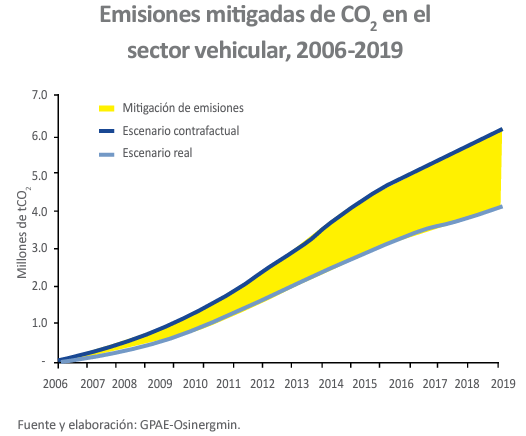 Emisiones mitigadas de CO2 en el
sector vehicular, 2006-2019
Millones de tCO2
7.0
6.0
5.0
4.0
3.0
2.0
1.0
-
Mitigación de emisiones
Escenario contrafactual
Escenario real
2006 2007 2008 2009 2010 2011 2012 2013 2014 2015 2016 2017 2018 2019
Fuente y elaboración: GPAE-Osinergmin.